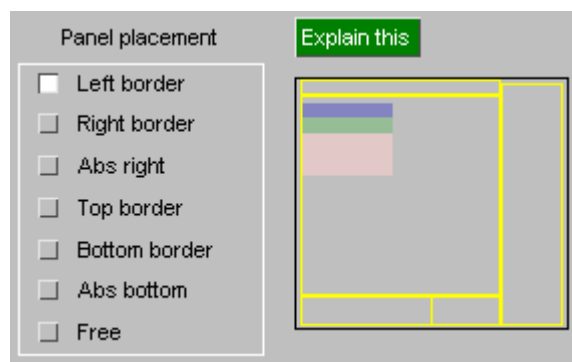 Panel placement
Explain this
Left border
Right border
Abs right
Top border
Bottom border
Abs bottom
Free